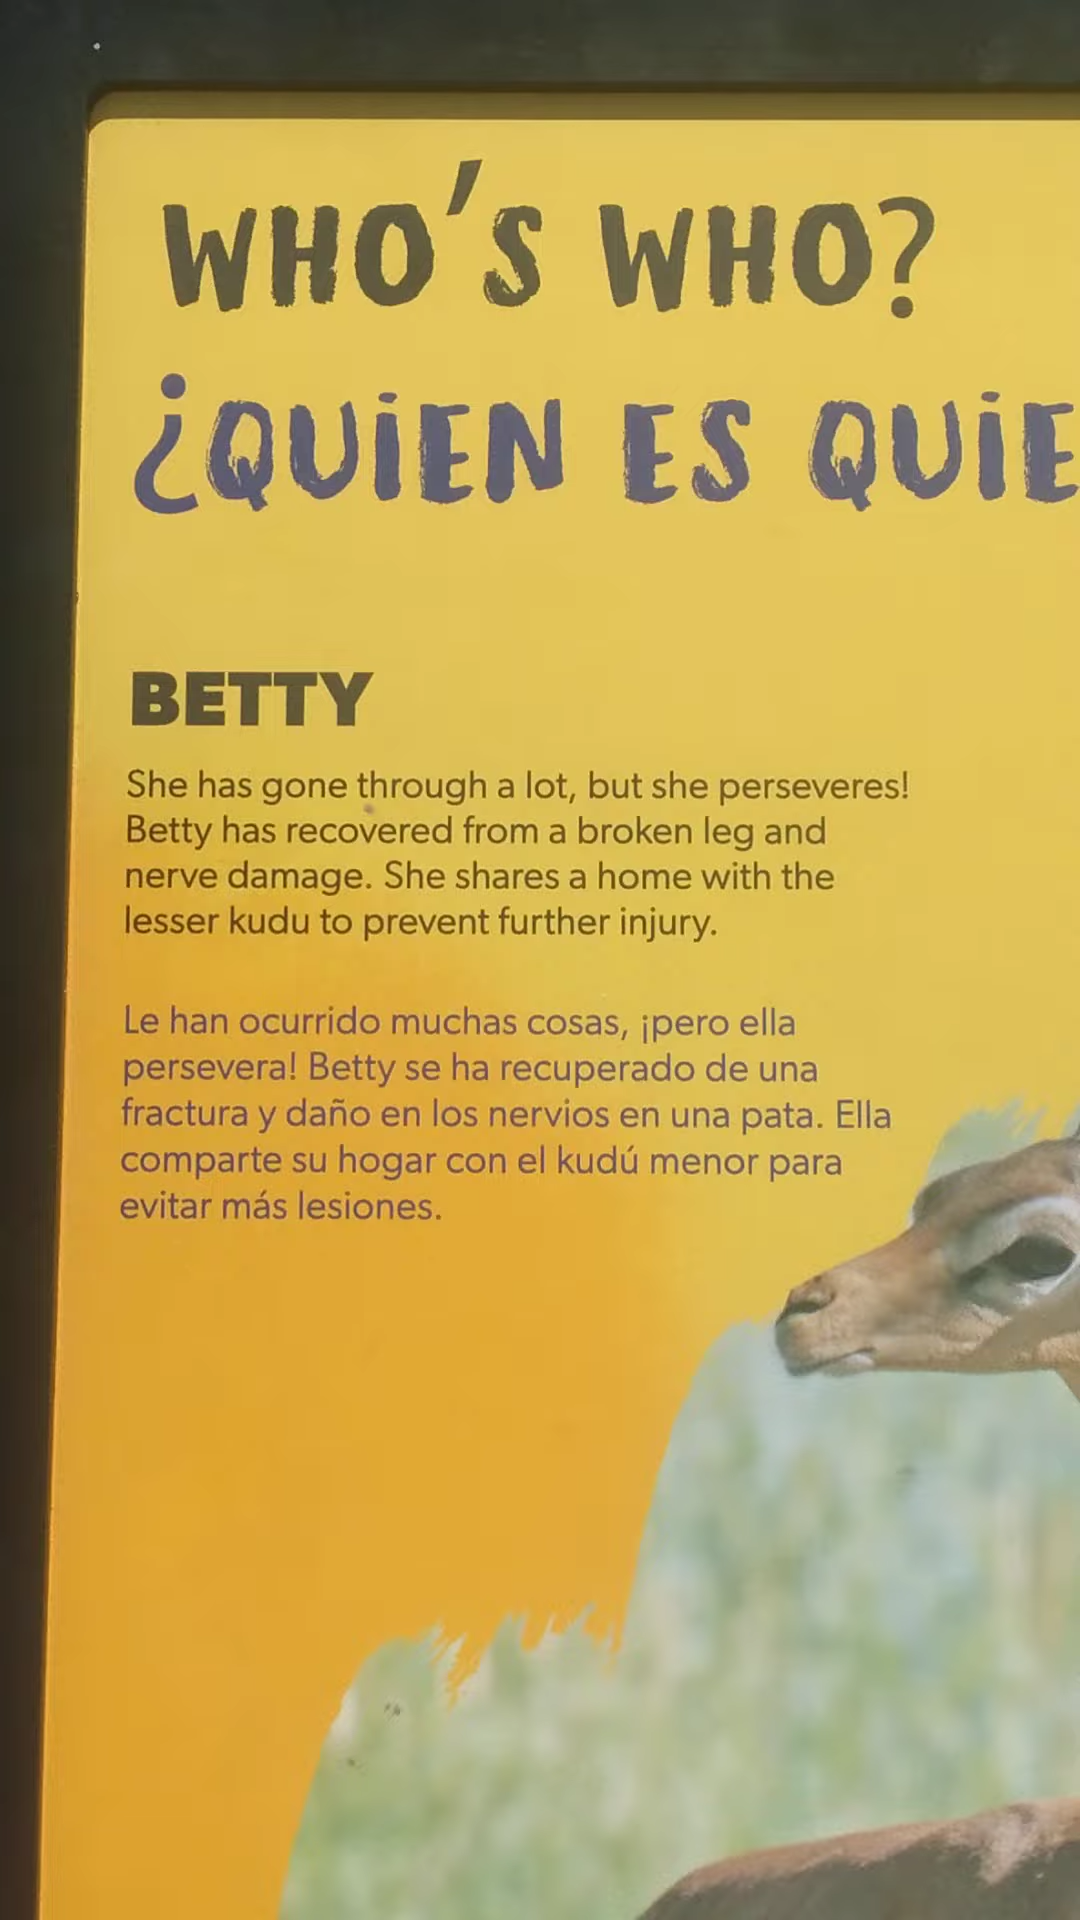 WHO'S WHO?
¿QUIEN ES QUIE
BETTY
She has gone through a lot, but she perseveres!
Betty has recovered from a broken leg and
nerve damage. She shares a home with the
lesser kudu to prevent further injury.
Le han ocurrido muchas cosas, ¡pero ella
persevera! Betty se ha recuperado de una
fractura y daño en los nervios en una pata. Ella
comparte su hogar con el kudú menor para
evitar más lesiones.